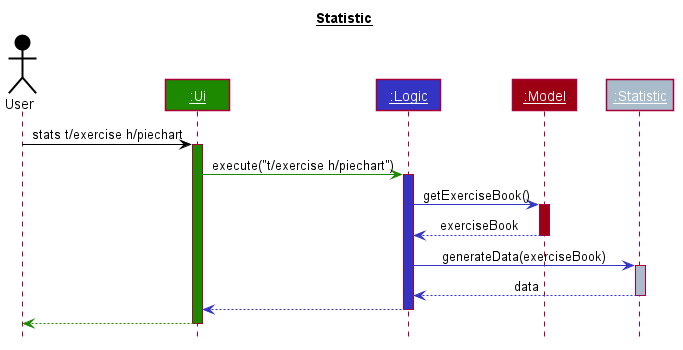 Statistic
User
:Ui
:Logic
:Model
:Statistic
stats t/exercise h/piechart
execute("t/exercise h/piechart")
getExerciseBook()
exerciseBook
generateData(exerciseBook)
data